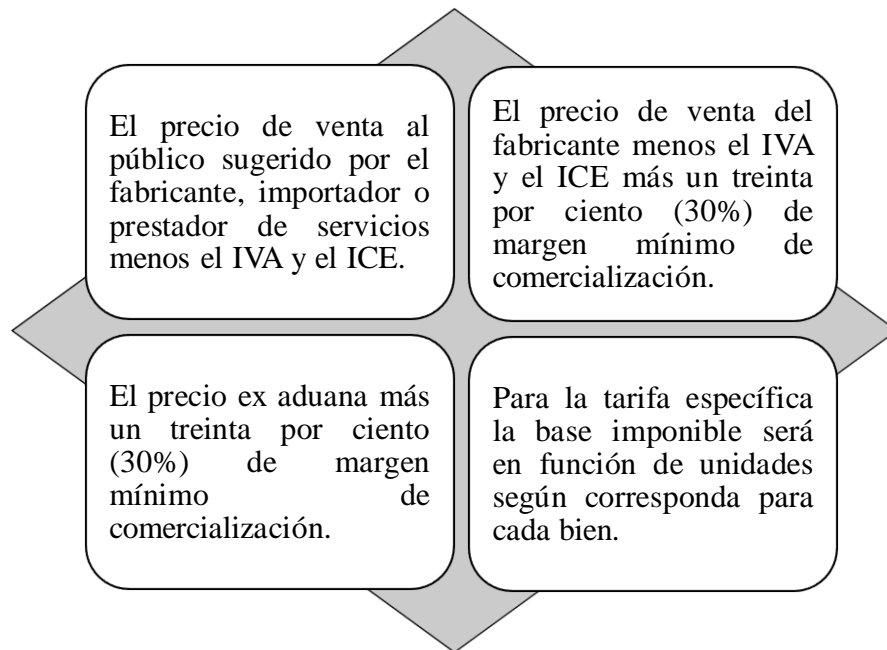 El precio de venta al
público sugerido por el
fabricante, importador o
prestador de servicios
menos el IVA y el ICE.
El precio de venta del
fabricante menos el IVA
y el ICE más un treinta
por ciento (30%) de
margen mínimo de
comercialización.
El precio ex aduana más
un treinta por ciento
(30%) de margen
mínimo de
comercialización.
Para la tarifa específica
la base imponible será
en función de unidades
según corresponda para
cada bien.